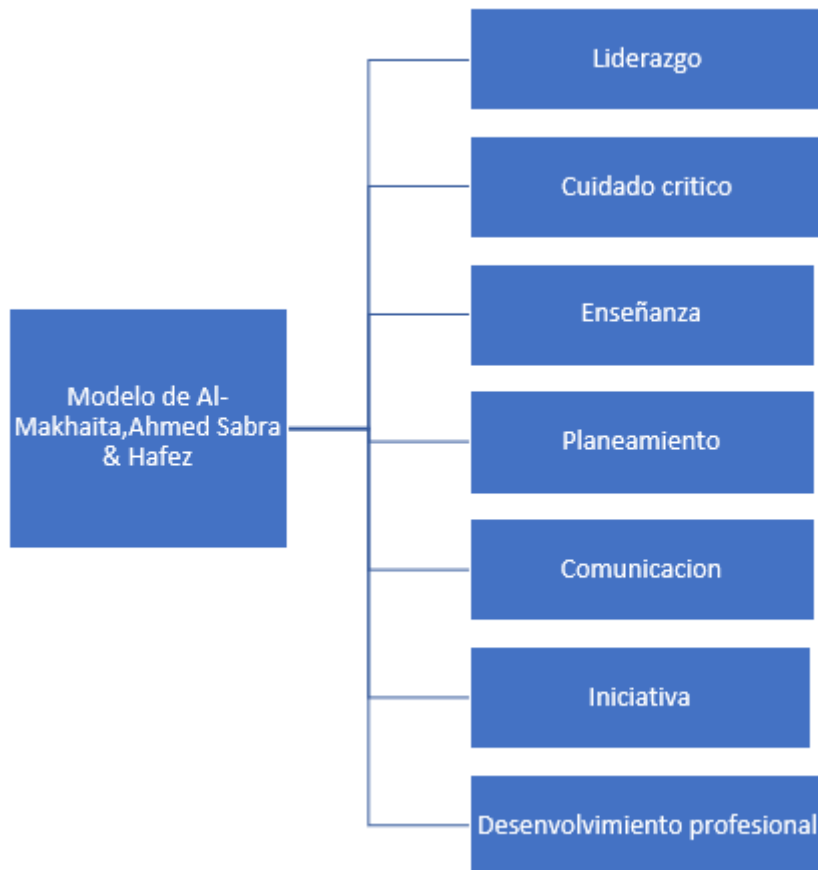 Liderazgo
Cuidado critico
Enseñanza
Modelo de Al-
Makhaita,Ahmed Sabra
& Hafez
Planeamiento
Comunicacion
Iniciativa
Desenvolvimiento profesional